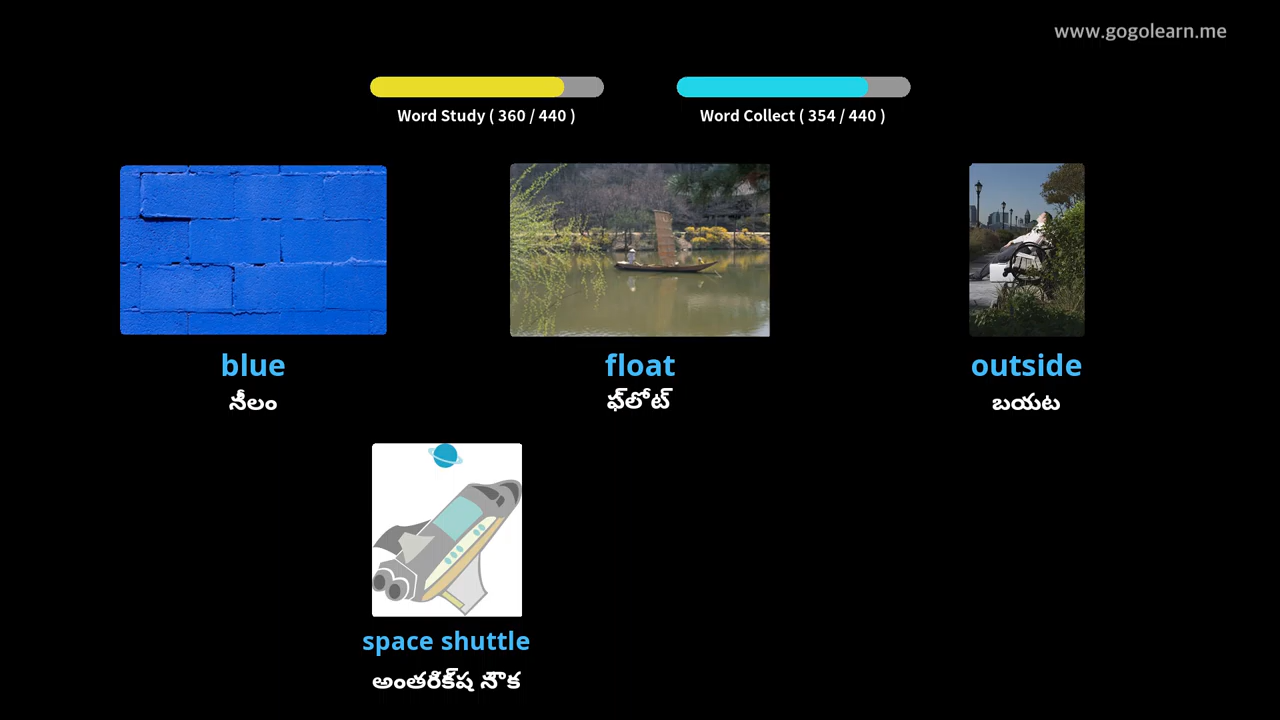 www.gogolearn.me
Word Study ( 360 / 440 )
Word Collect ( 354 / 440 )
blue
float
outside
నీలం
ఫ్‌లోట్
బయట
space shuttle
అంతరిక్ష నౌక